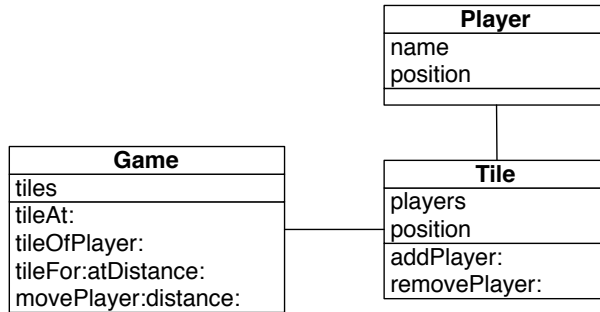 Player
name
position
Game
tiles
tileAt:
tileOfPlayer:
tileFor:atDistance:
movePlayer:distance:
Tile
players
position
addPlayer:
removePlayer: